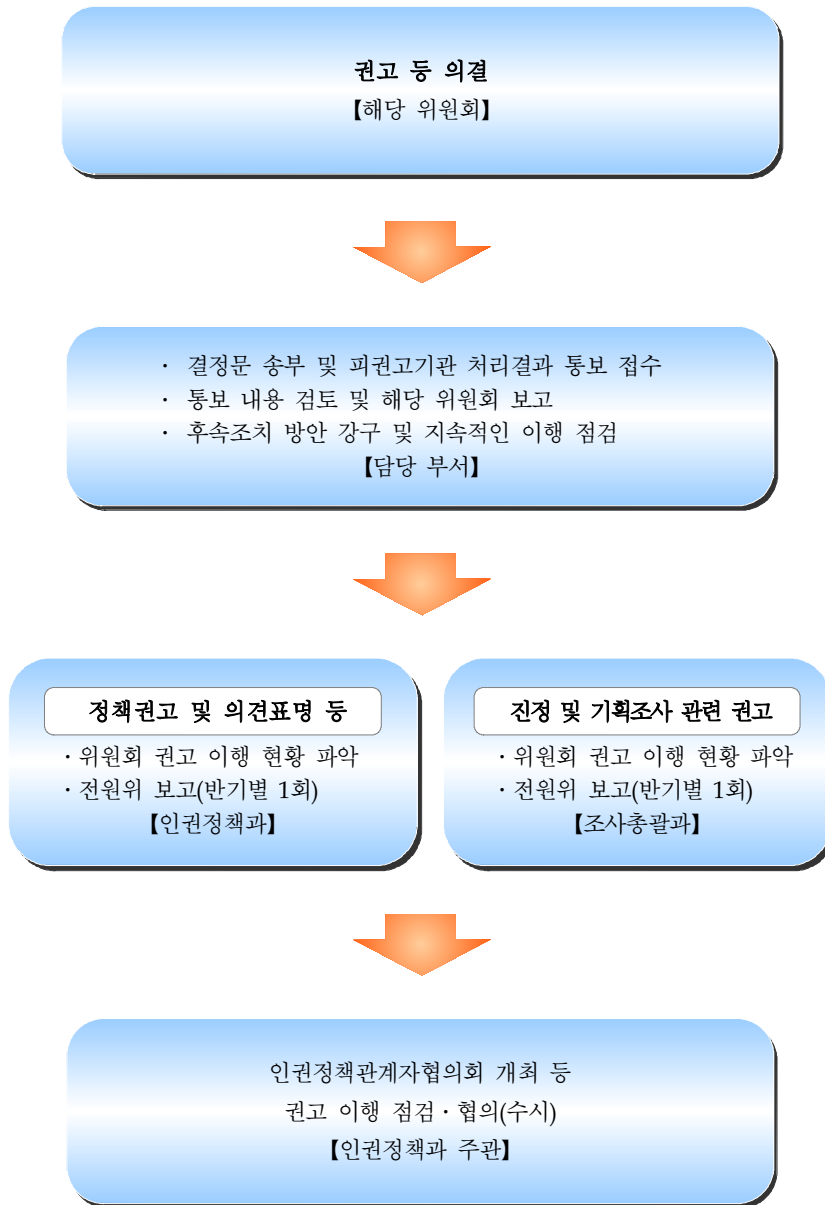 권고 등 의결
【해당 위원회】
· 결정문 송부 및 피권고기관 처리결과 통보 접수
· 통보 내용 검토 및 해당 위원회 보고
· 후속조치 방안 강구 및 지속적인 이행 점검
【담당 부서】
정책권고 및 의견표명 등
· 위원회 권고 이행 현황 파악
· 전원위 보고(반기별 1회)
【인권정책과】
진정 및 기획조사 관련 권고
· 위원회 권고 이행 현황 파악
· 전원위 보고(반기별 1회)
【조사총괄과】
인권정책관계자협의회 개최 등
권고 이행 점검·협의(수시)
【인권정책과 주관】